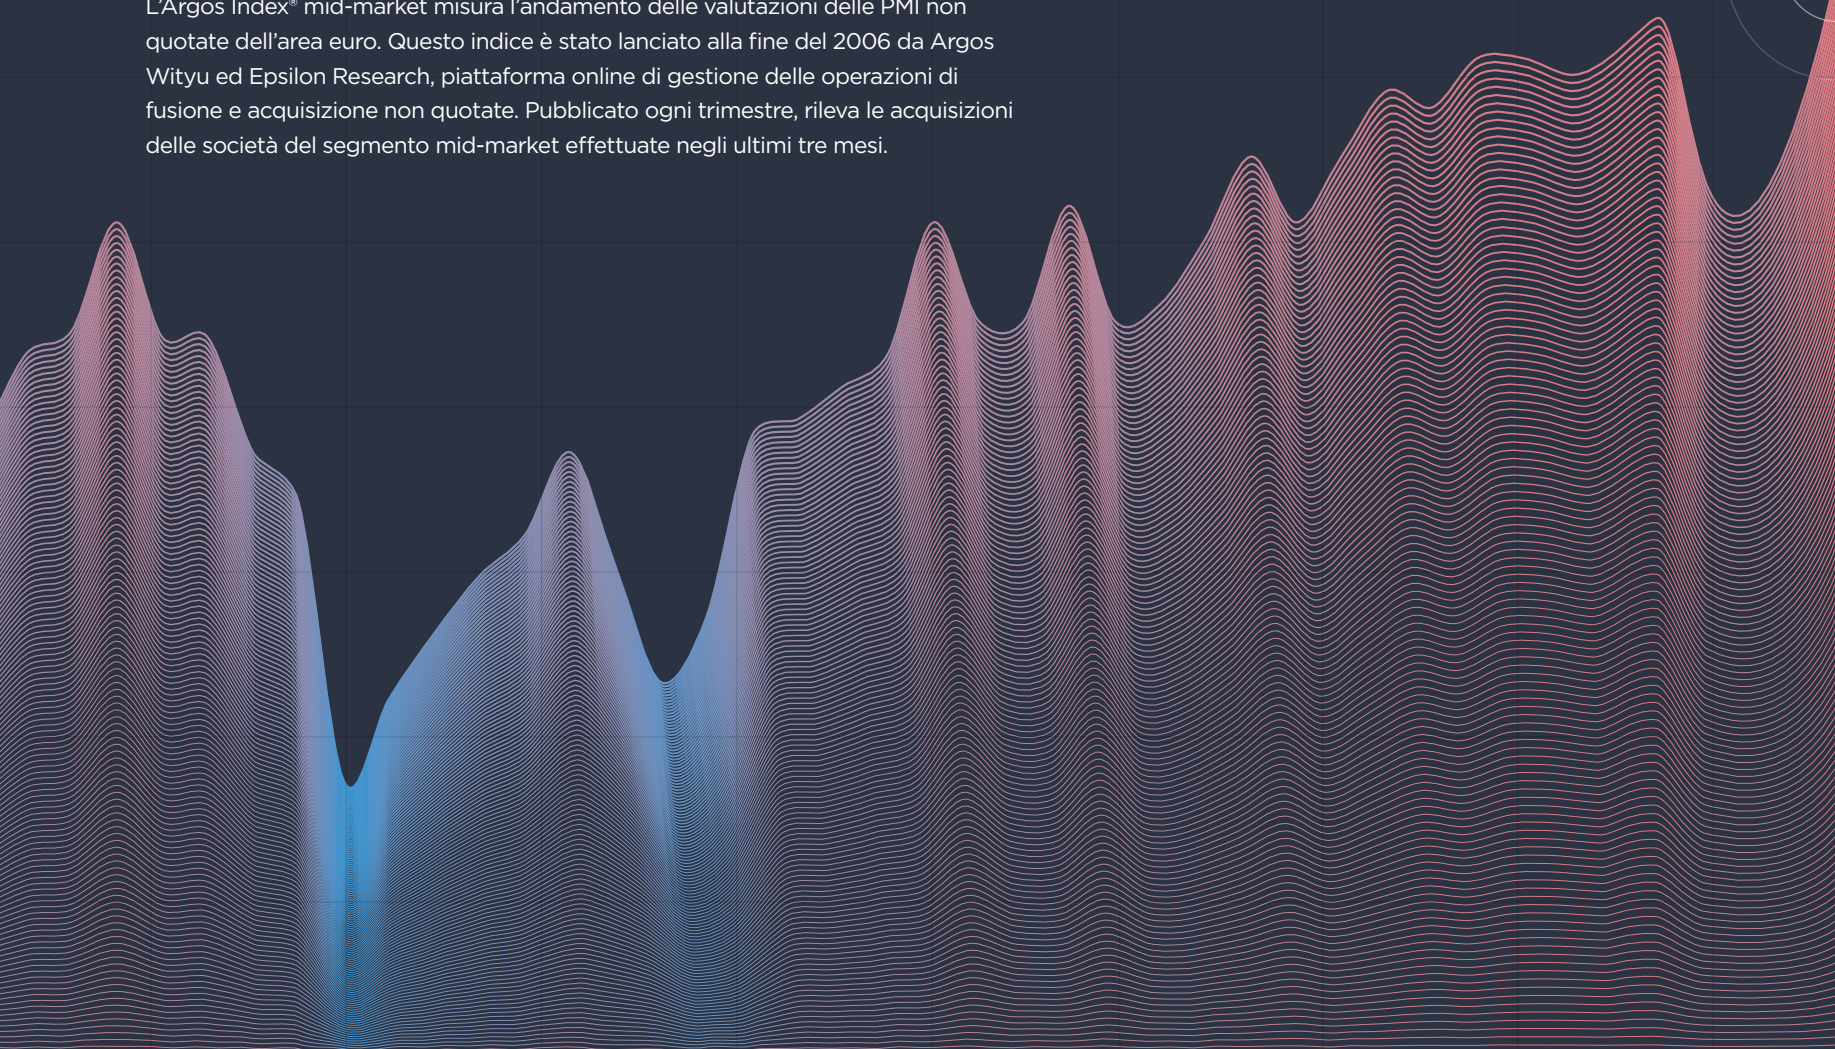 L’Argos Index® mid-market misura l’andamento delle valutazioni delle PMI non
quotate dell’area euro. Questo indice è stato lanciato alla fine del 2006 da Argos
Wityu ed Epsilon Research, piattaforma online di gestione delle operazioni di
fusione e acquisizione non quotate. Pubblicato ogni trimestre, rileva le acquisizioni
delle società del segmento mid-market effettuate negli ultimi tre mesi.